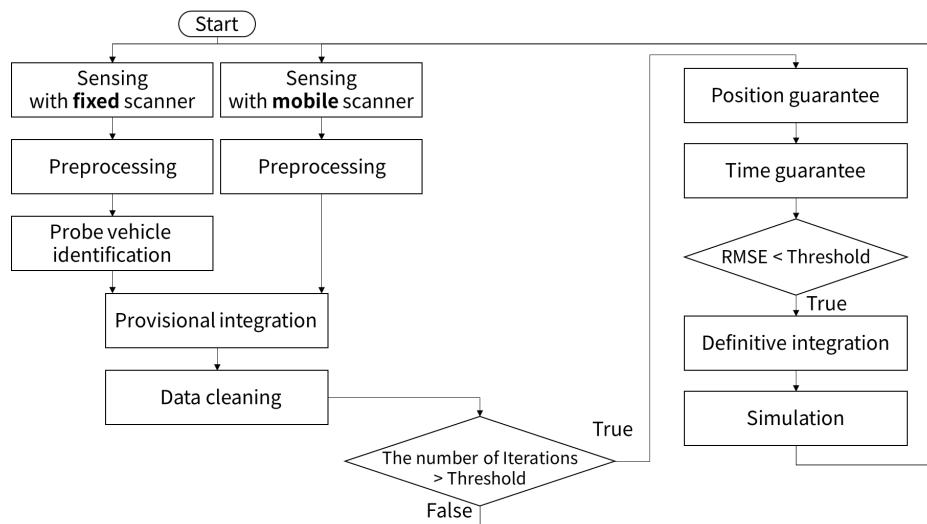 Start
Sensing
with fixed scanner
Sensing
with mobile scanner
Preprocessing
Preprocessing
Probe vehicle
identification
Provisional integration
Data cleaning
The number of Iterations
> Threshold
True
False
Position guarantee
Time guarantee
RMSE < Threshold
True
Definitive integration
Simulation